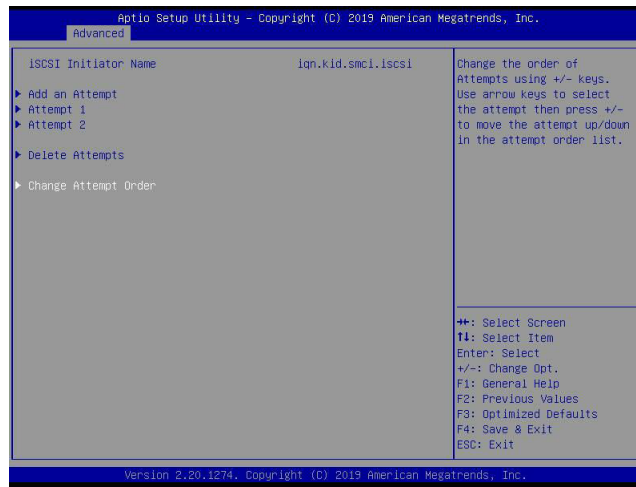 Aptio Setup Utility – Copyright (C) 2019 American Megatrends, Inc.
Advanced
iSCSI Initiator Name iqn.kid.smci.iscsi
Add an Attempt
Attempt 1
Attempt 2
Delete Attempts
Change Attempt Order
Change the order of
Attempts using +/- keys.
Use arrow keys to select
the attempt then press +/-
to move the attempt up/down
in the attempt order list.
→←: Select Screen
↑↓: Select Item
Enter: Select
+/-: Change Opt.
F1: General Help
F2: Previous Values
F3: Optimized Defaults
F4: Save & Exit
ESC: Exit
Version 2.20.1274. Copyright (C) 2019 American Megatrends, Inc.